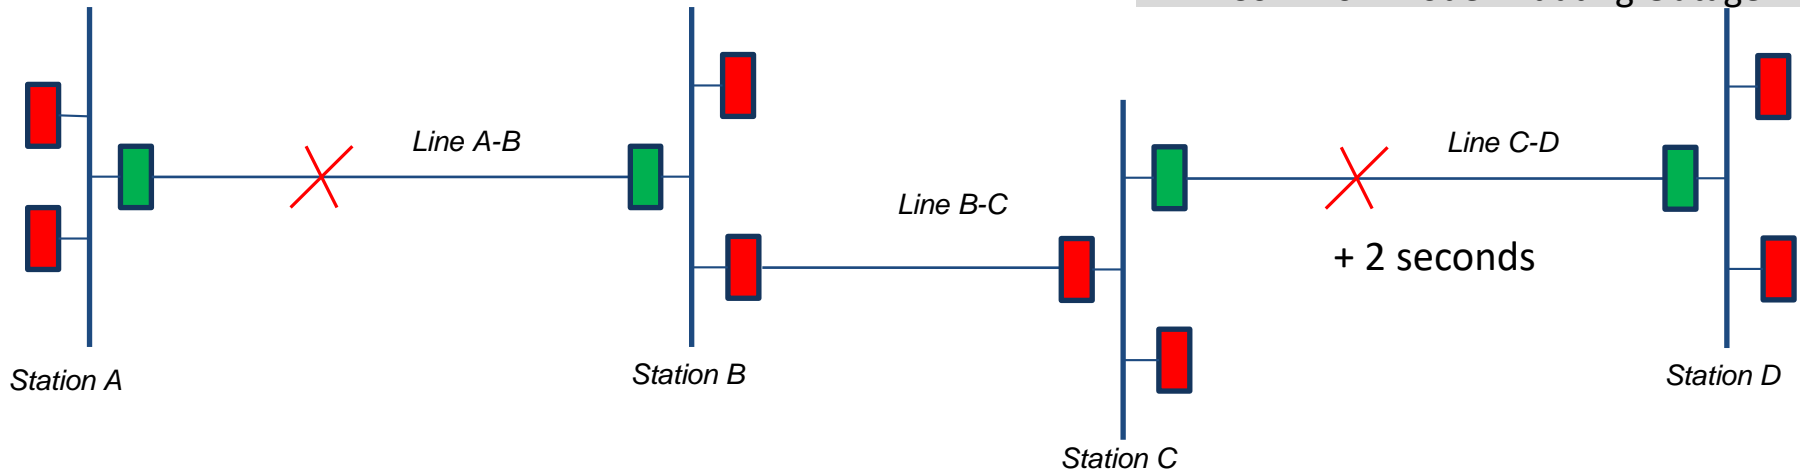 Line A-B
Line C-D
Line B-C
+ 2 seconds
Station A
Station B
Station D
Station C